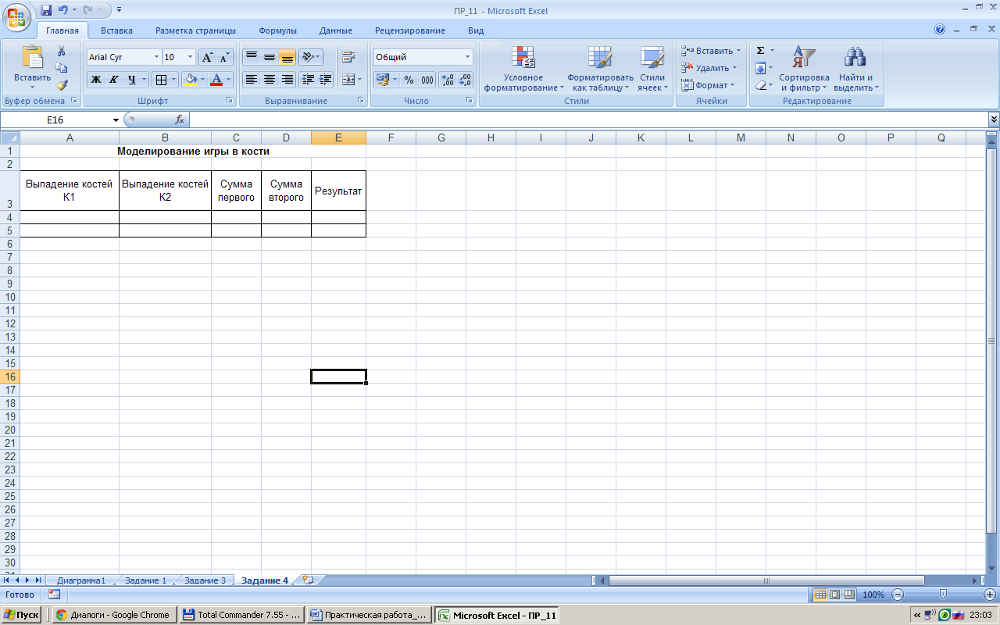 ПР_11 - Microsoft Excel
Главная Вставка Разметка страницы Формулы Данные Рецензирование Вид
Вставить
Буфер обмена
Arial Cyr 10
Ж К Ч
Шрифт
Выравнивание
Общий
% 000
Число
Условное форматирование
Форматировать как таблицу
Стили ячеек
Стили
Вставить
Удалить
Формат
Ячейки
Σ
Сортировка и фильтр
Найти и выделить
Редактирование
E16 fx
A B C D E F G H I J K L M N O P Q
1 Моделирование игры в кости
2
3 Выпадение костей К1 Выпадение костей К2 Сумма первого Сумма второго Результат
4
5
6
7
8
9
10
11
12
13
14
15
16
17
18
19
20
21
22
23
24
25
26
27
28
29
30
Диаграмма1 Задание 1 Задание 3 Задание 4
Готово 100%
Пуск Диалоги - Google Chrome Total Commander 7.55 - ... Практическая работа_... Microsoft Excel - ПР_11 « 23:03